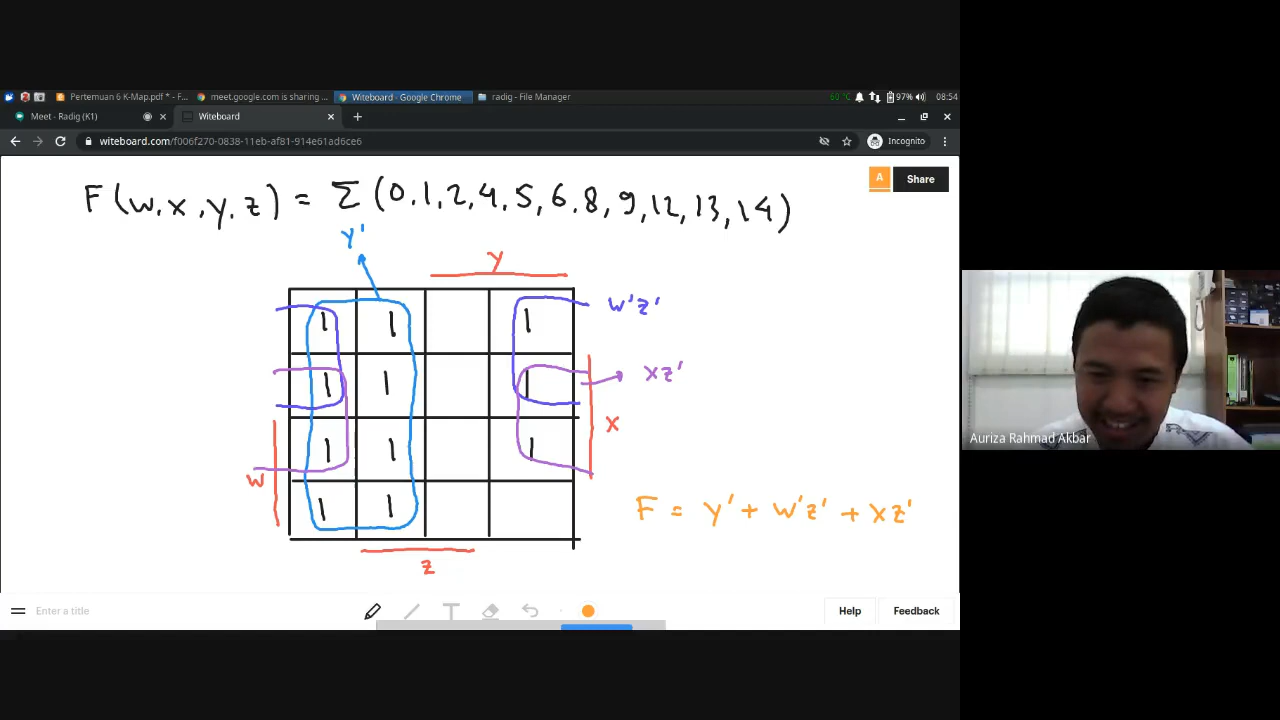 Pertemuan 6 K-Map.pdf * - F... meet.google.com is sharing ... Witeboard - Google Chrome radig - File Manager 60 °C 97% 08:54
Meet - Radig (K1) Witeboard
witeboard.com/f006f270-0838-11eb-af81-914e61ad6ce6 Incognito
F(w,x,y,z) = Σ (0,1,2,4,5,6,8,9,12,13,14)
A Share
y'
y
1 1 1 w'z'
1 1 1 xz'
x
1 1 1
w
1 1
F = y' + w'z' + xz'
z
Auriza Rahmad Akbar
Enter a title T Help Feedback